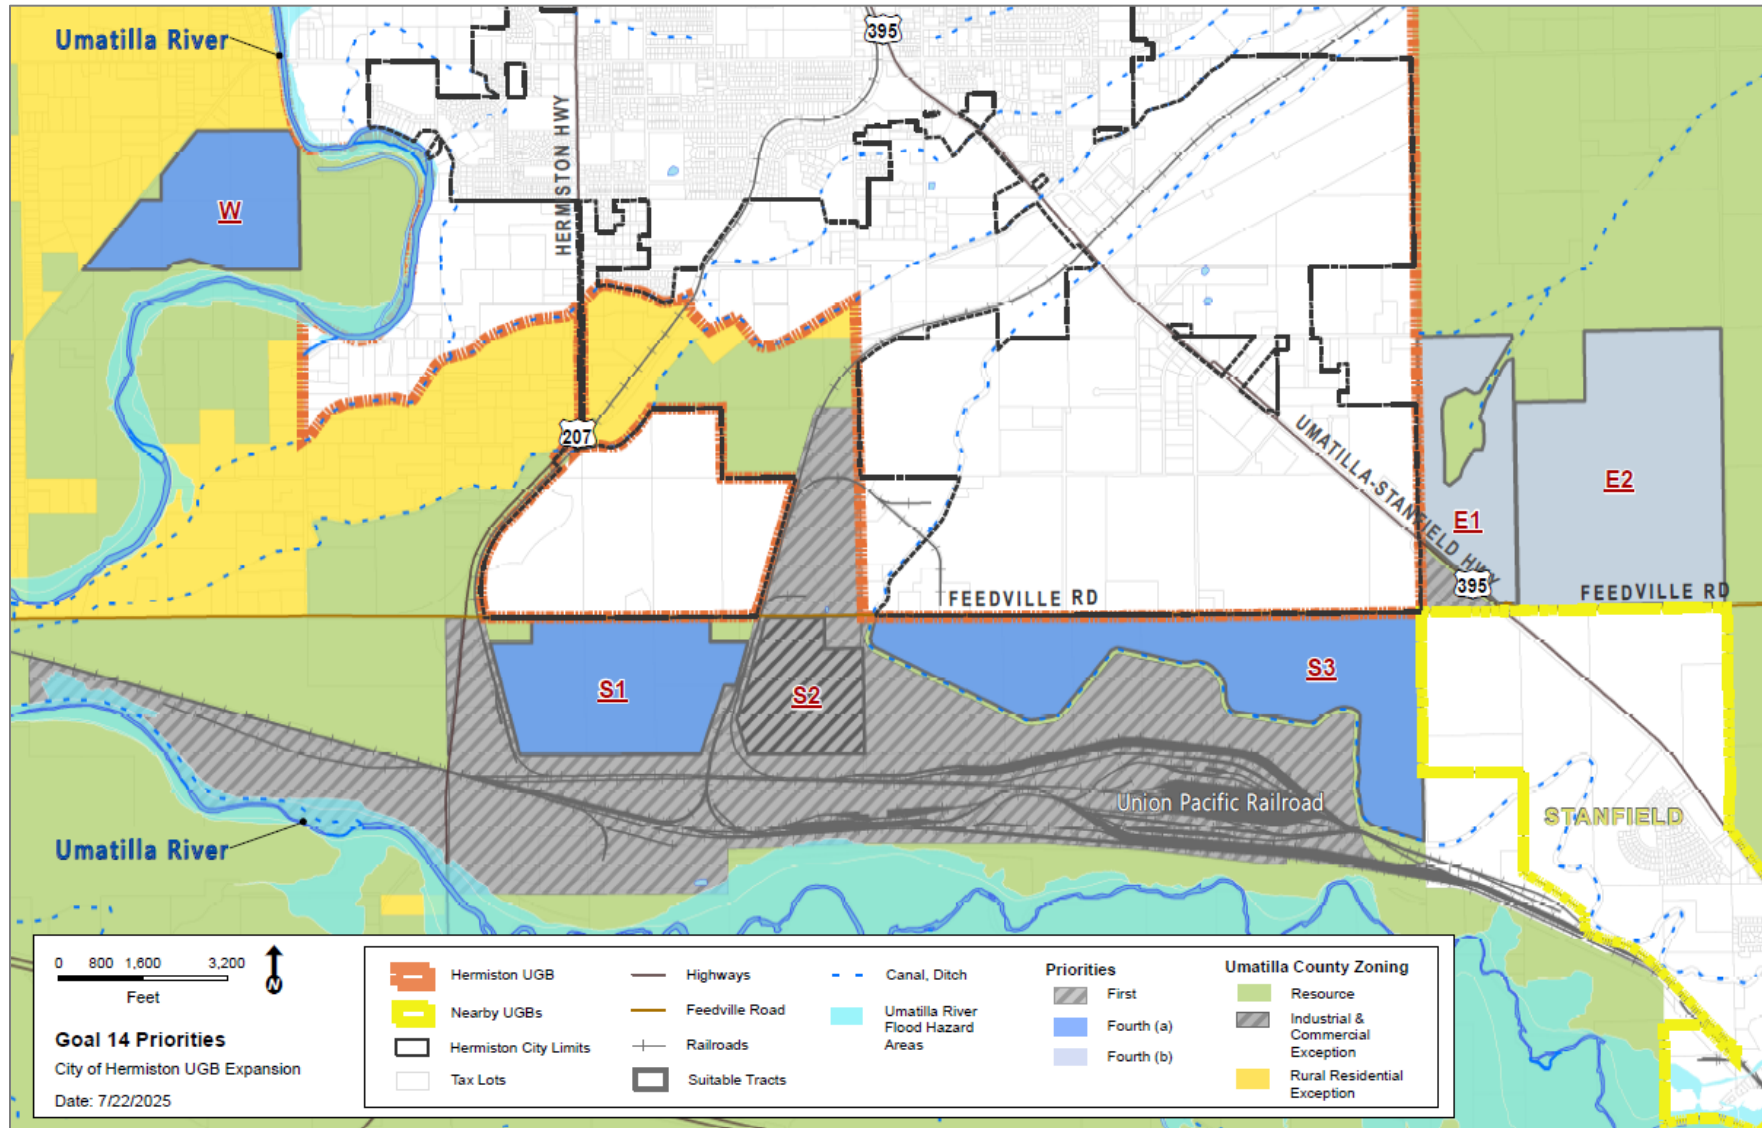 Umatilla River
395
HERMISTON HWY
W
207
UMATILLA-STANFIELD HWY
E1
E2
395
FEEDVILLE RD
FEEDVILLE RD
S1
S2
S3
Union Pacific Railroad
STANFIELD
Umatilla River
0 800 1,600 3,200
Feet
N
Goal 14 Priorities
City of Hermiston UGB Expansion
Date: 7/22/2025
Hermiston UGB
Nearby UGBs
Hermiston City Limits
Tax Lots
Highways
Feedville Road
Railroads
Suitable Tracts
Canal, Ditch
Umatilla River
Flood Hazard
Areas
Priorities
First
Fourth (a)
Fourth (b)
Umatilla County Zoning
Resource
Industrial &
Commercial
Exception
Rural Residential
Exception